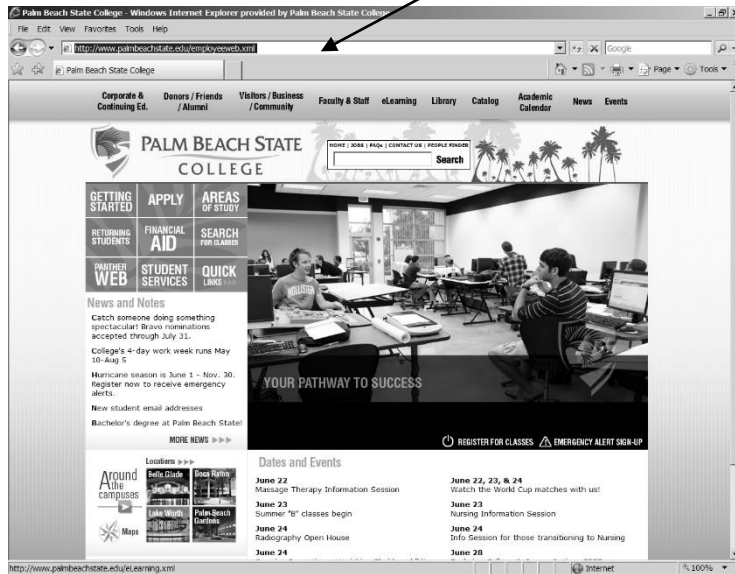 Palm Beach State College - Windows Internet Explorer provided by Palm Beach State College
File Edit View Favorites Tools Help
http://www.palmbeachstate.edu/employeeweb.xml
Google
Palm Beach State College
Page Tools
Corporate & Continuing Ed.
Donors / Friends / Alumni
Visitors / Business / Community
Faculty & Staff
eLearning
Library
Catalog
Academic Calendar
News
Events
PALM BEACH STATE
COLLEGE
HOME | JOBS | FAQs | CONTACT US | PEOPLE FINDER
Search
GETTING STARTED
APPLY
AREAS OF STUDY
RETURNING STUDENTS
FINANCIAL AID
SEARCH FOR CLASSES
PANTHER WEB
STUDENT SERVICES
QUICK LINKS
HOLLISTER
YOUR PATHWAY TO SUCCESS
REGISTER FOR CLASSES
EMERGENCY ALERT SIGN-UP
News and Notes
Catch someone doing something
spectacular! Bravo nominations
accepted through July 31.
College's 4-day work week runs May
10-Aug 5
Hurricane season is June 1 - Nov. 30.
Register now to receive emergency
alerts.
New student email addresses
Bachelor's degree at Palm Beach State!
MORE NEWS
Around the campuses
Maps
Locations
Belle Glade
Boca Raton
Lake Worth
Palm Beach Gardens
Dates and Events
June 22
Massage Therapy Information Session
June 23
Summer "B" classes begin
June 24
Radiography Open House
June 24
June 22, 23, & 24
Watch the World Cup matches with us!
June 23
Nursing Information Session
June 24
Info Session for those transitioning to Nursing
June 28
http://www.palmbeachstate.edu/eLearning.xml
Internet
100%